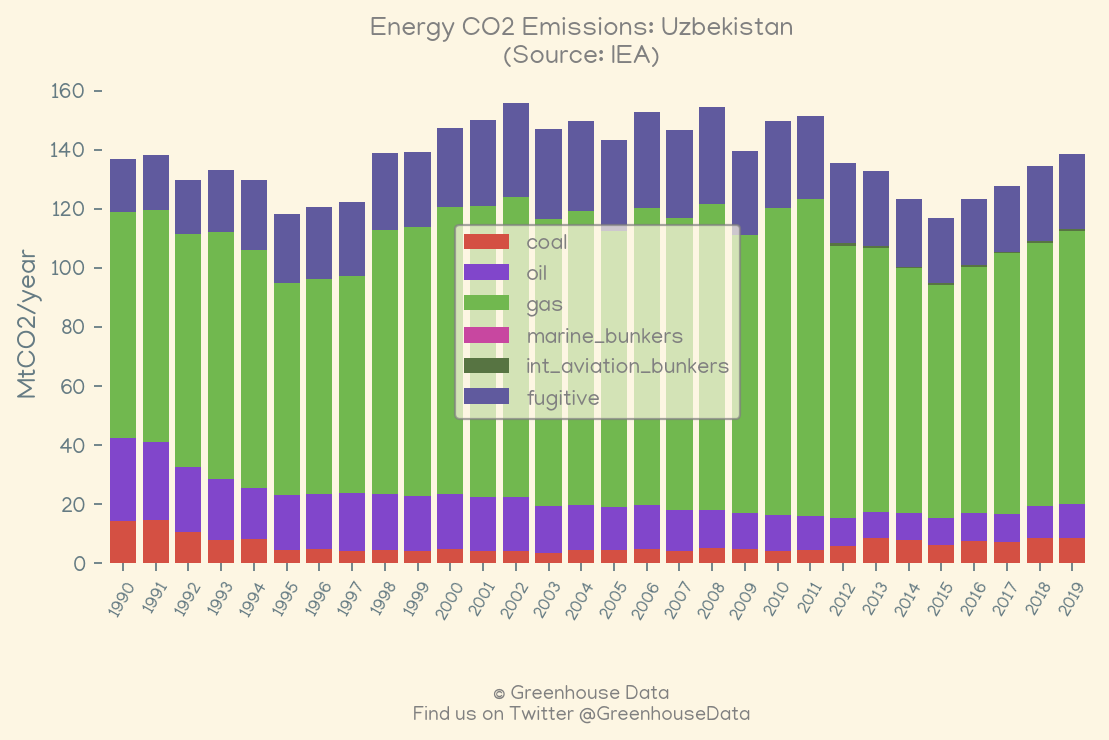 Energy CO2 Emissions: Uzbekistan
(Source: IEA)
MtCO2/year
160
140
120
100
80
60
40
20
0
coal
oil
gas
marine_bunkers
int_aviation_bunkers
fugitive
1990 1991 1992 1993 1994 1995 1996 1997 1998 1999 2000 2001 2002 2003 2004 2005 2006 2007 2008 2009 2010 2011 2012 2013 2014 2015 2016 2017 2018 2019
© Greenhouse Data
Find us on Twitter @GreenhouseData